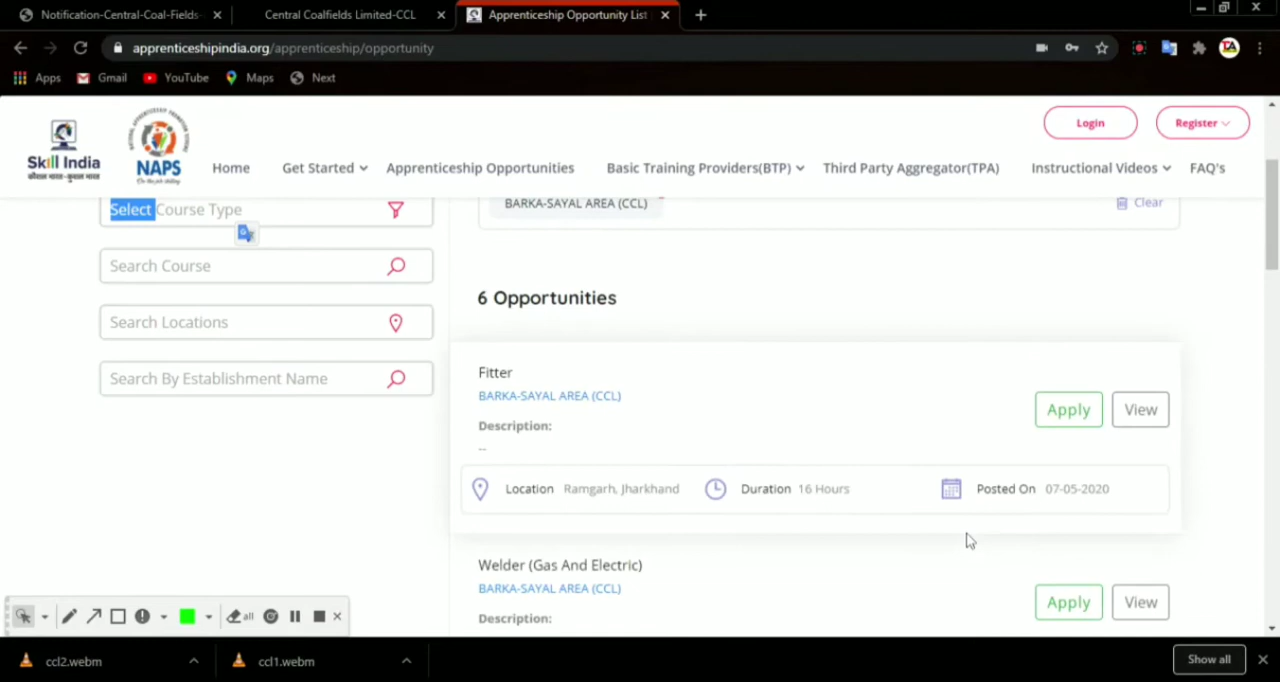 Notification-Central-Coal-Fields-
Central Coalfields Limited-CCL
Apprenticeship Opportunity List
apprenticeshipindia.org/apprenticeship/opportunity
Apps
Gmail
YouTube
Maps
Next
Login
Register
Skill India
कौशल भारत-कुशल भारत
NAPS
Home
Get Started
Apprenticeship Opportunities
Basic Training Providers(BTP)
Third Party Aggregator(TPA)
Instructional Videos
FAQ's
Select Course Type
Search Course
Search Locations
Search By Establishment Name
BARKA-SAYAL AREA (CCL)
Clear
6 Opportunities
Fitter
BARKA-SAYAL AREA (CCL)
Description:
--
Apply
View
Location Ramgarh, Jharkhand
Duration 16 Hours
Posted On 07-05-2020
Welder (Gas And Electric)
BARKA-SAYAL AREA (CCL)
Description:
Apply
View
all
ccl2.webm
ccl1.webm
Show all